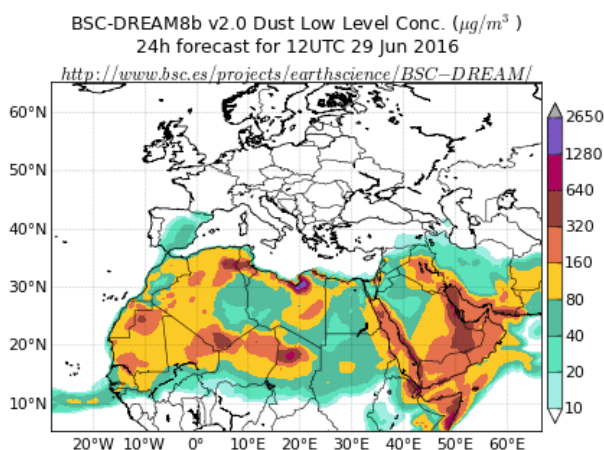 BSC-DREAM8b v2.0 Dust Low Level Conc. (μg/m³ )
24h forecast for 12UTC 29 Jun 2016
http://www.bsc.es/projects/earthscience/BSC−DREAM/
60°N
50°N
40°N
30°N
20°N
10°N
20°W 10°W 0° 10°E 20°E 30°E 40°E 50°E 60°E
2650
1280
640
320
160
80
40
20
10